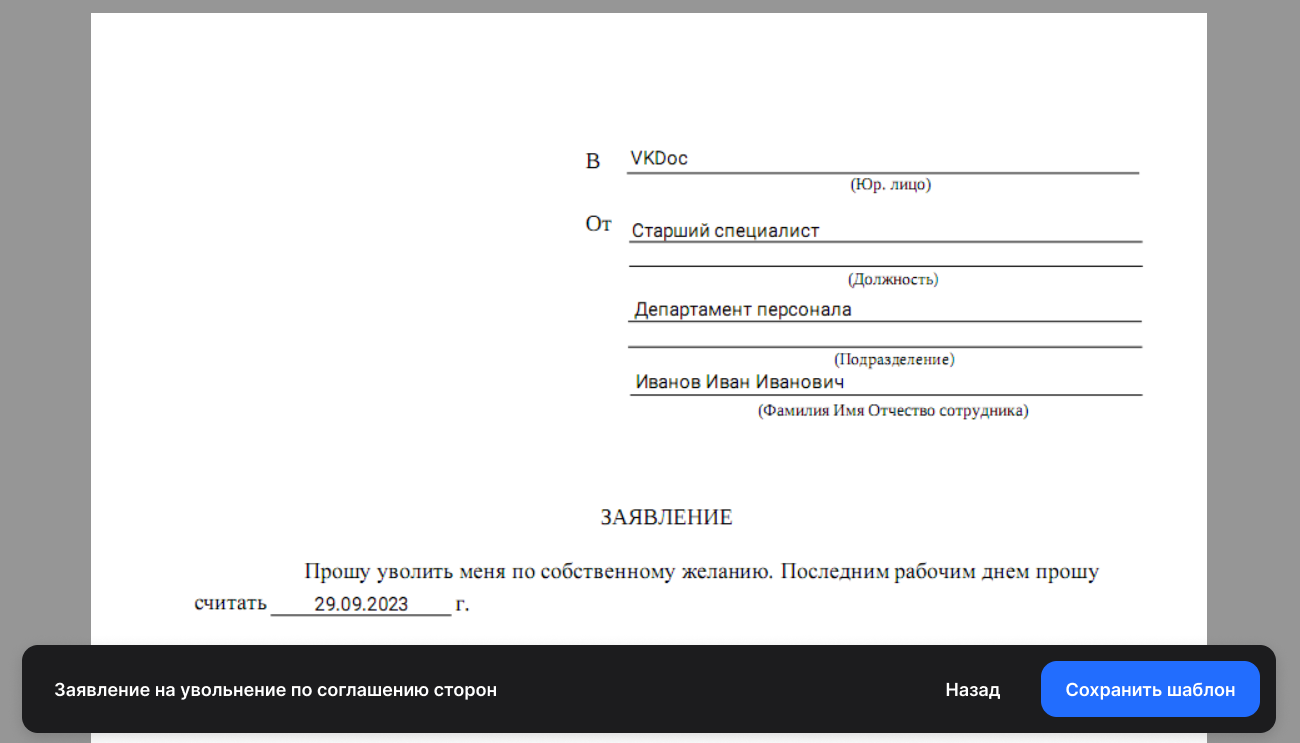 В VKDoc
(Юр. лицо)
От Старший специалист
(Должность)
Департамент персонала
(Подразделение)
Иванов Иван Иванович
(Фамилия Имя Отчество сотрудника)
ЗАЯВЛЕНИЕ
Прошу уволить меня по собственному желанию. Последним рабочим днем прошу
считать 29.09.2023 г.
Заявление на увольнение по соглашению сторон
Назад
Сохранить шаблон